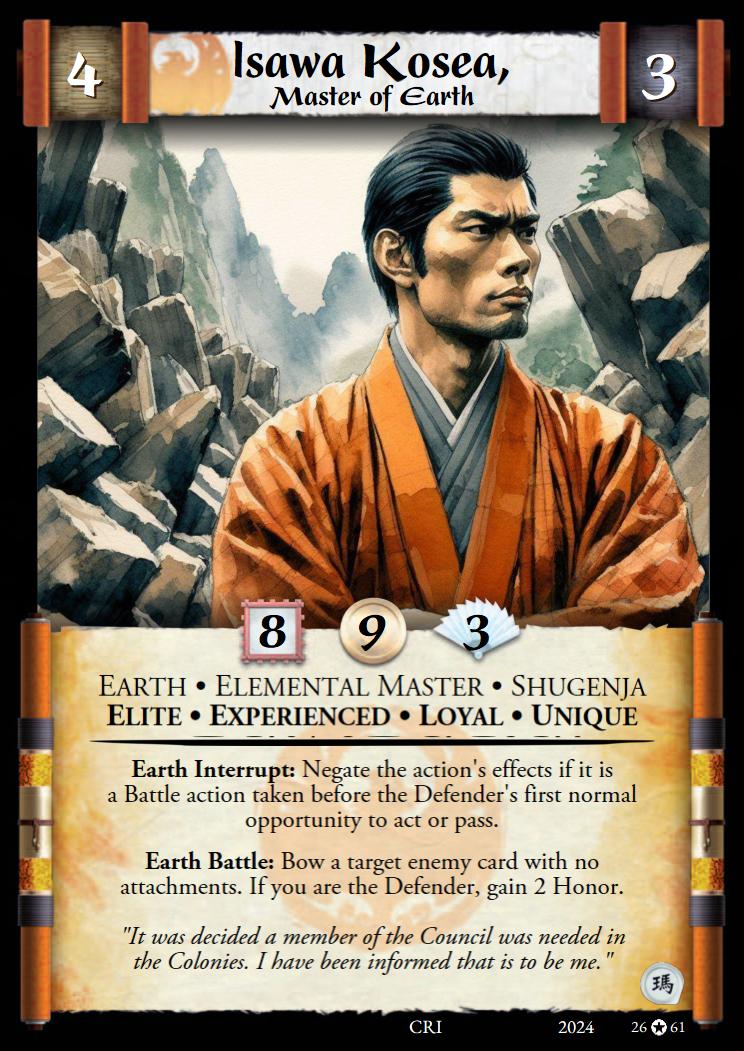 4
Isawa Kosea,
Master of Earth
3
8 9 3
Earth • Elemental Master • Shugenja
Elite • Experienced • Loyal • Unique
Earth Interrupt: Negate the action's effects if it is
a Battle action taken before the Defender's first normal
opportunity to act or pass.
Earth Battle: Bow a target enemy card with no
attachments. If you are the Defender, gain 2 Honor.
"It was decided a member of the Council was needed in
the Colonies. I have been informed that is to be me."
瑪
CRI 2024 26 61